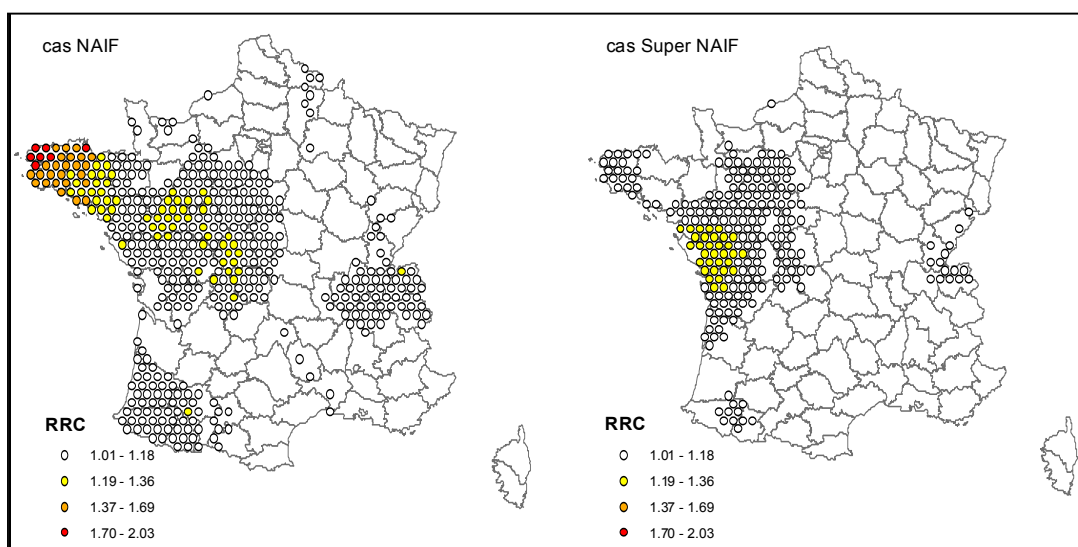 cas NAIF
RRC
1.01 - 1.18
1.19 - 1.36
1.37 - 1.69
1.70 - 2.03
cas Super NAIF
RRC
1.01 - 1.18
1.19 - 1.36
1.37 - 1.69
1.70 - 2.03